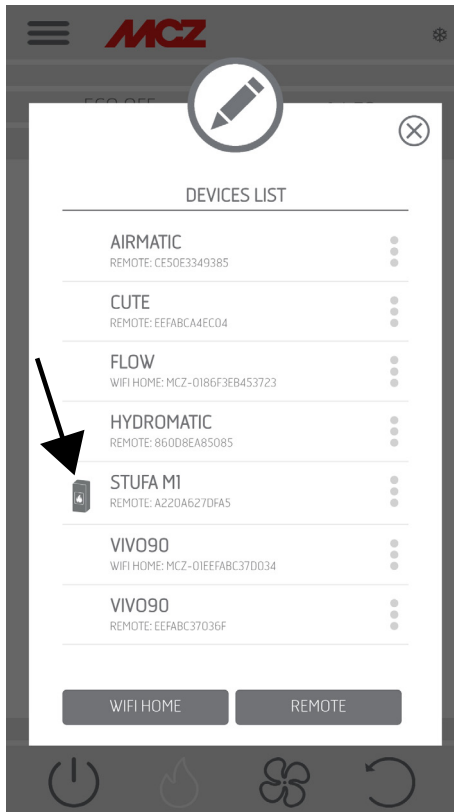 MCZ
DEVICES LIST
AIRMATIC
REMOTE: CE50E3349385
CUTE
REMOTE: EEFABCA4EC04
FLOW
WIFI HOME: MCZ-0186F3EB453723
HYDROMATIC
REMOTE: 860D8EA85085
STUFA M1
REMOTE: A220A627DFA5
VIVO90
WIFI HOME: MCZ-01EEFABC37D034
VIVO90
REMOTE: EEFABC37036F
WIFI HOME REMOTE